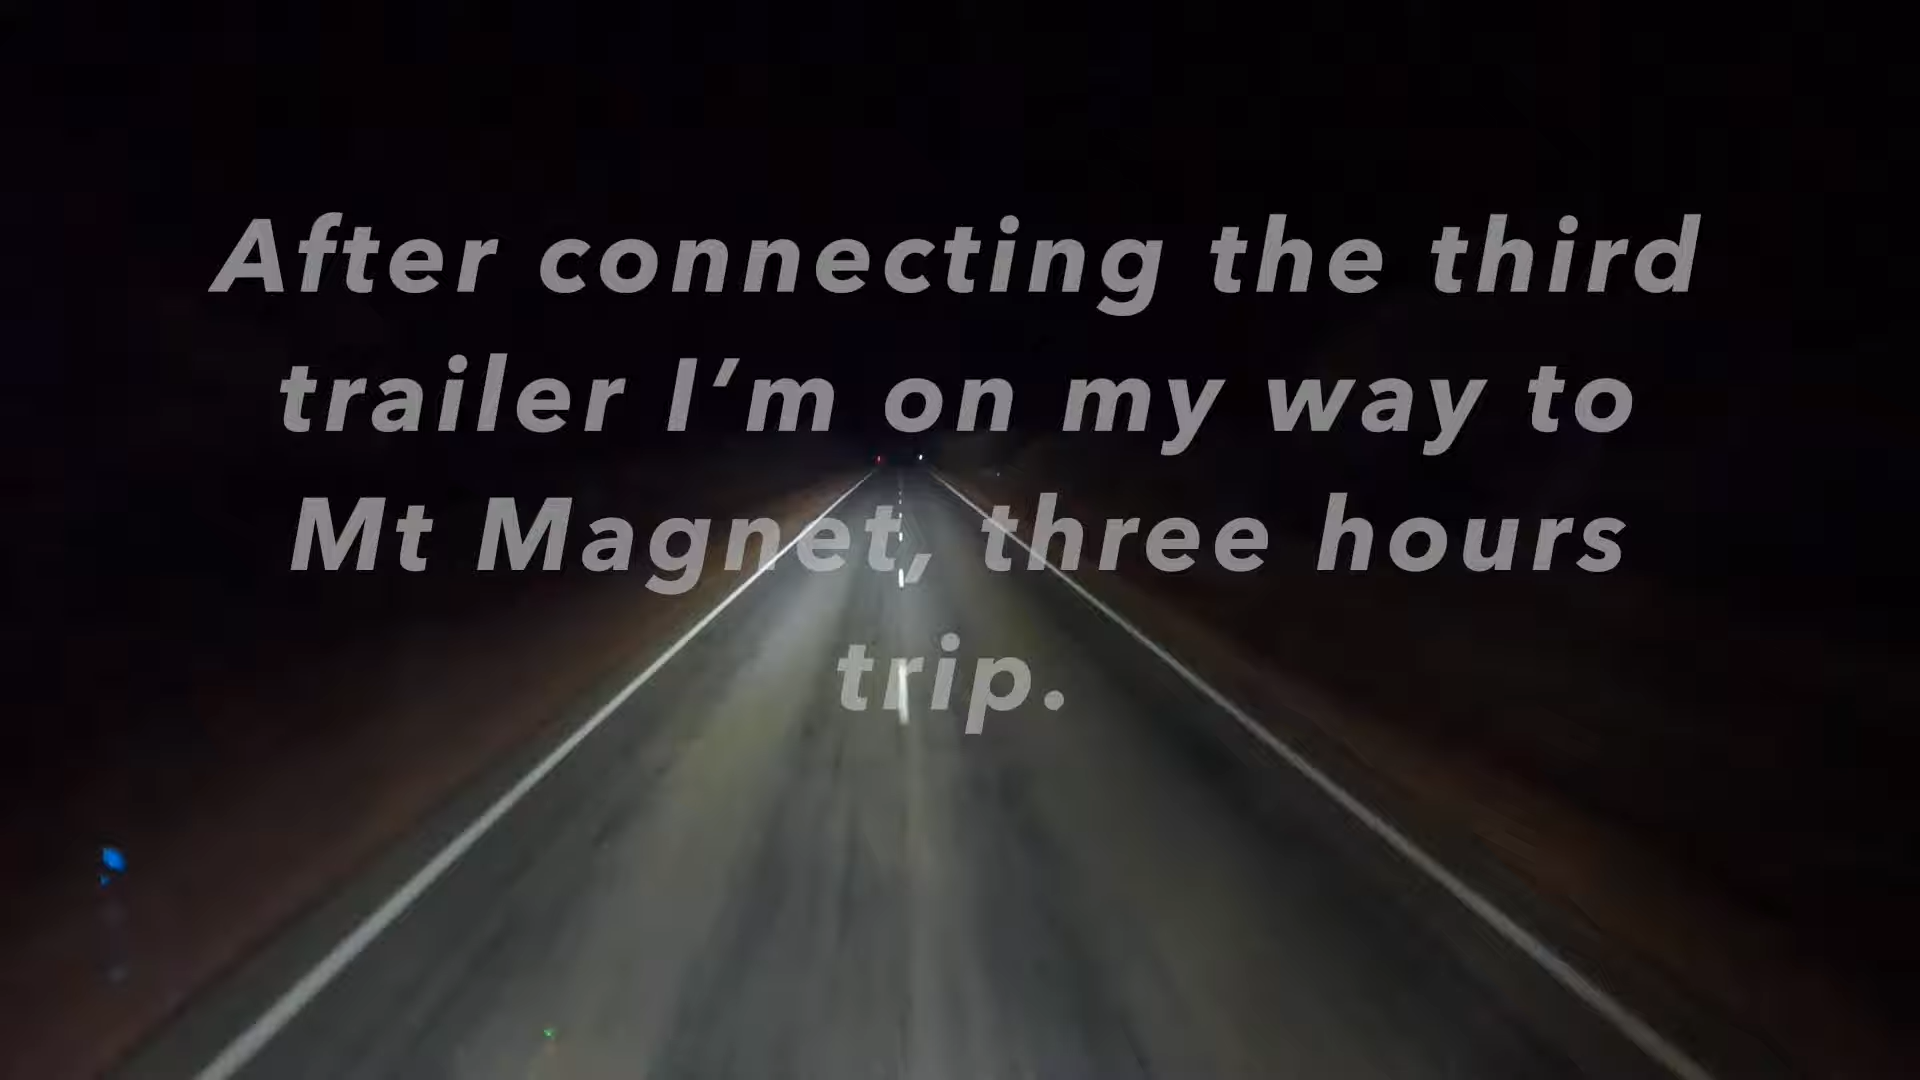 After connecting the third
trailer I’m on my way to
Mt Magnet, three hours
trip.